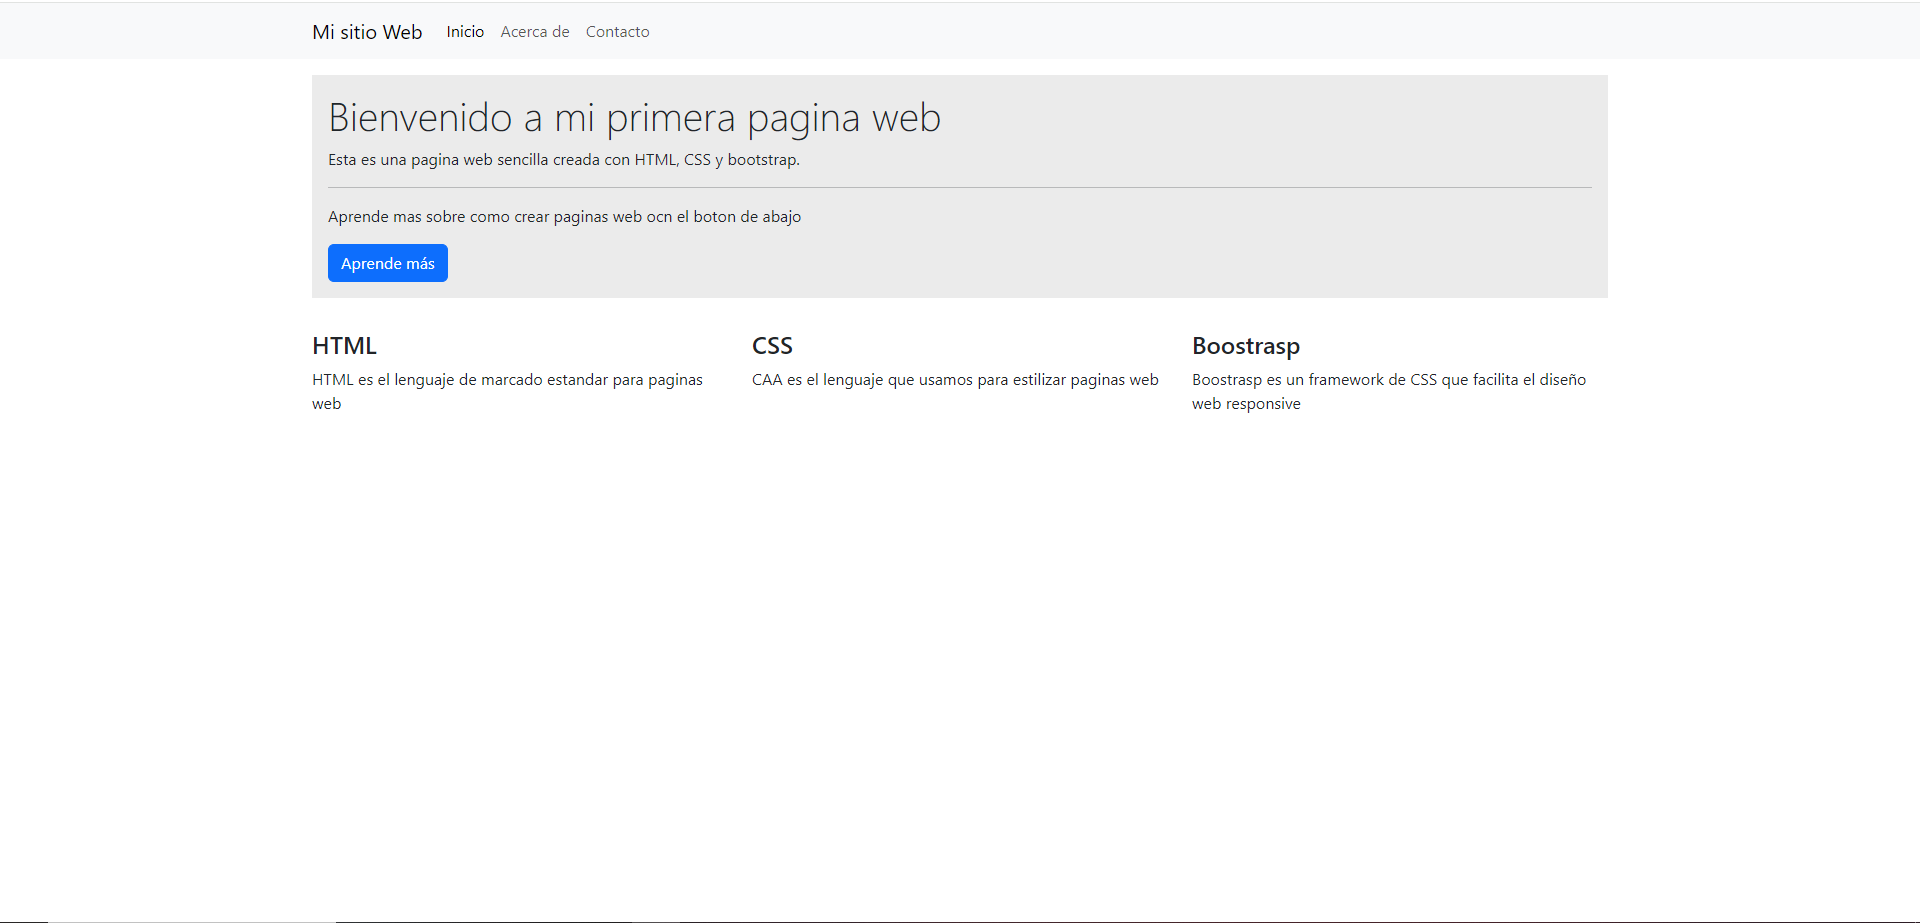 Mi sitio Web Inicio Acerca de Contacto
Bienvenido a mi primera pagina web
Esta es una pagina web sencilla creada con HTML, CSS y bootstrap.
Aprende mas sobre como crear paginas web ocn el boton de abajo
Aprende más
HTML
HTML es el lenguaje de marcado estandar para paginas
web
CSS
CAA es el lenguaje que usamos para estilizar paginas web
Boostrasp
Boostrasp es un framework de CSS que facilita el diseño
web responsive